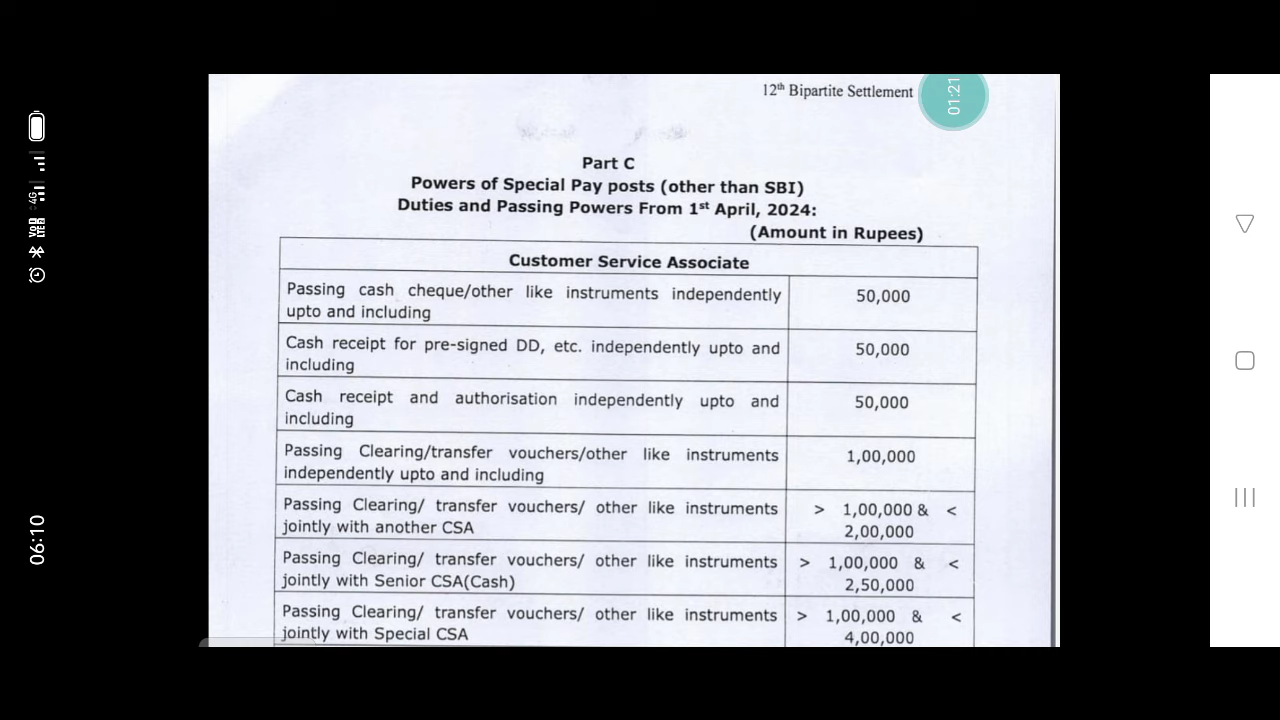 12th Bipartite Settlement
01:21
Part C
Powers of Special Pay posts (other than SBI)
Duties and Passing Powers From 1st April, 2024:
(Amount in Rupees)
Customer Service Associate
Passing cash cheque/other like instruments independently
upto and including
50,000
Cash receipt for pre-signed DD, etc. independently upto and
including
50,000
Cash receipt and authorisation independently upto and
including
50,000
Passing Clearing/transfer vouchers/other like instruments
independently upto and including
1,00,000
Passing Clearing/ transfer vouchers/ other like instruments
jointly with another CSA
> 1,00,000 & <
2,00,000
Passing Clearing/ transfer vouchers/ other like instruments
jointly with Senior CSA(Cash)
> 1,00,000 & <
2,50,000
Passing Clearing/ transfer vouchers/ other like instruments
jointly with Special CSA
> 1,00,000 & <
4,00,000
4G
VoD
LTE2
06:10